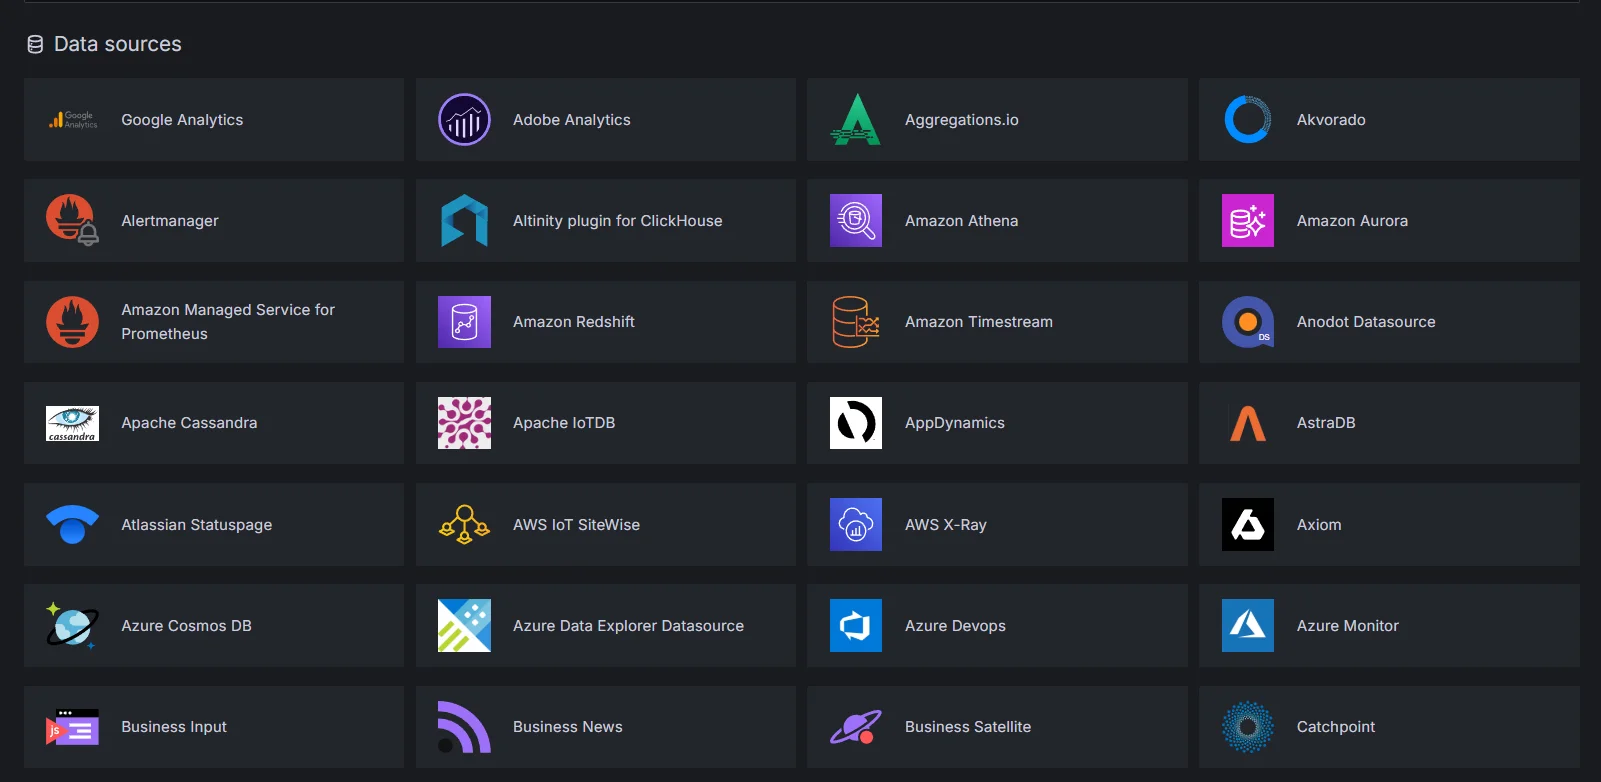 Data sources
Google Analytics
Google Analytics
Adobe Analytics
Aggregations.io
Akvorado
Alertmanager
Altinity plugin for ClickHouse
Amazon Athena
Amazon Aurora
Amazon Managed Service for
Prometheus
Amazon Redshift
Amazon Timestream
DS
Anodot Datasource
cassandra
Apache Cassandra
Apache IoTDB
AppDynamics
AstraDB
Atlassian Statuspage
AWS IoT SiteWise
AWS X-Ray
Axiom
Azure Cosmos DB
Azure Data Explorer Datasource
Azure Devops
Azure Monitor
js
Business Input
Business News
Business Satellite
Catchpoint